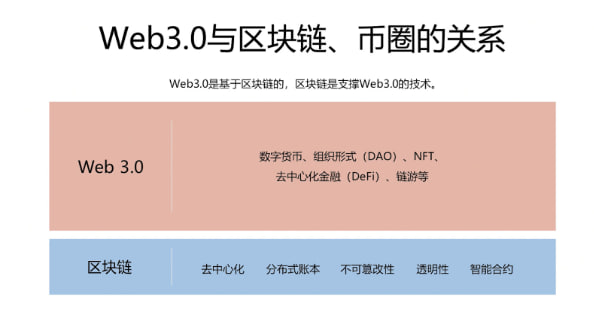 Web3.0与区块链、币圈的关系
Web3.0是基于区块链的，区块链是支撑Web3.0的技术。
Web 3.0
数字货币、组织形式（DAO）、NFT、
去中心化金融（DeFi）、链游等
区块链
去中心化 分布式账本 不可篡改性 透明性 智能合约